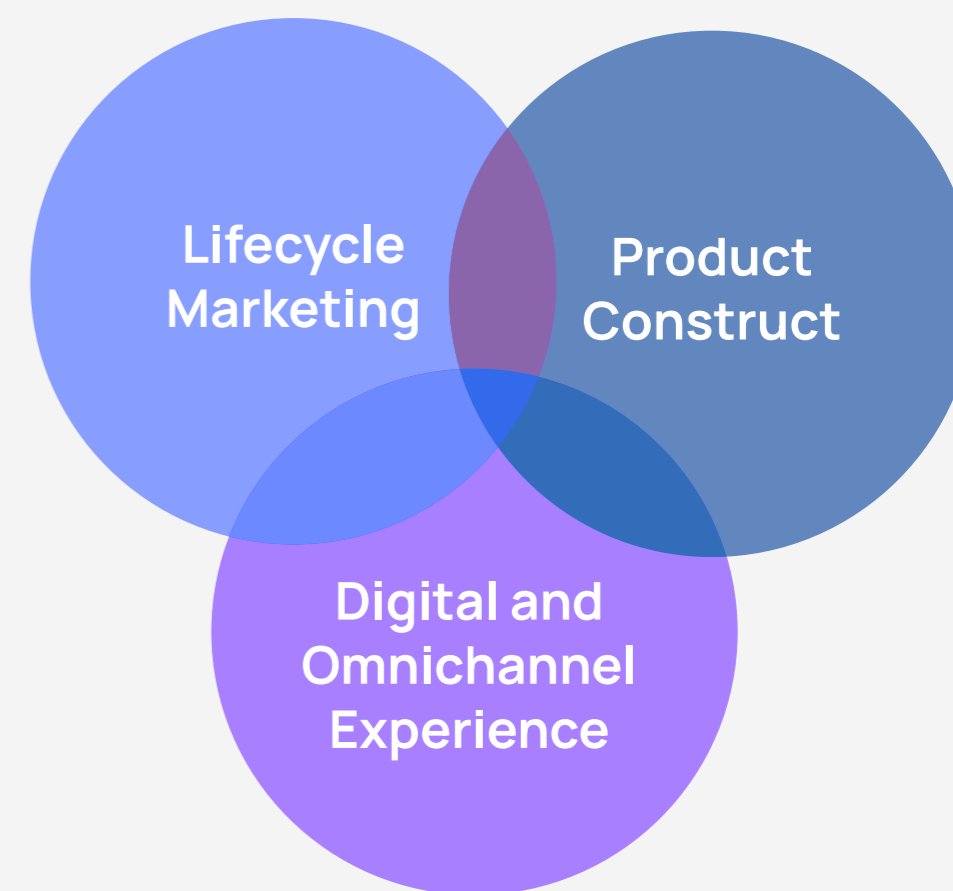 Lifecycle
Marketing
Product
Construct
Digital and
Omnichannel
Experience